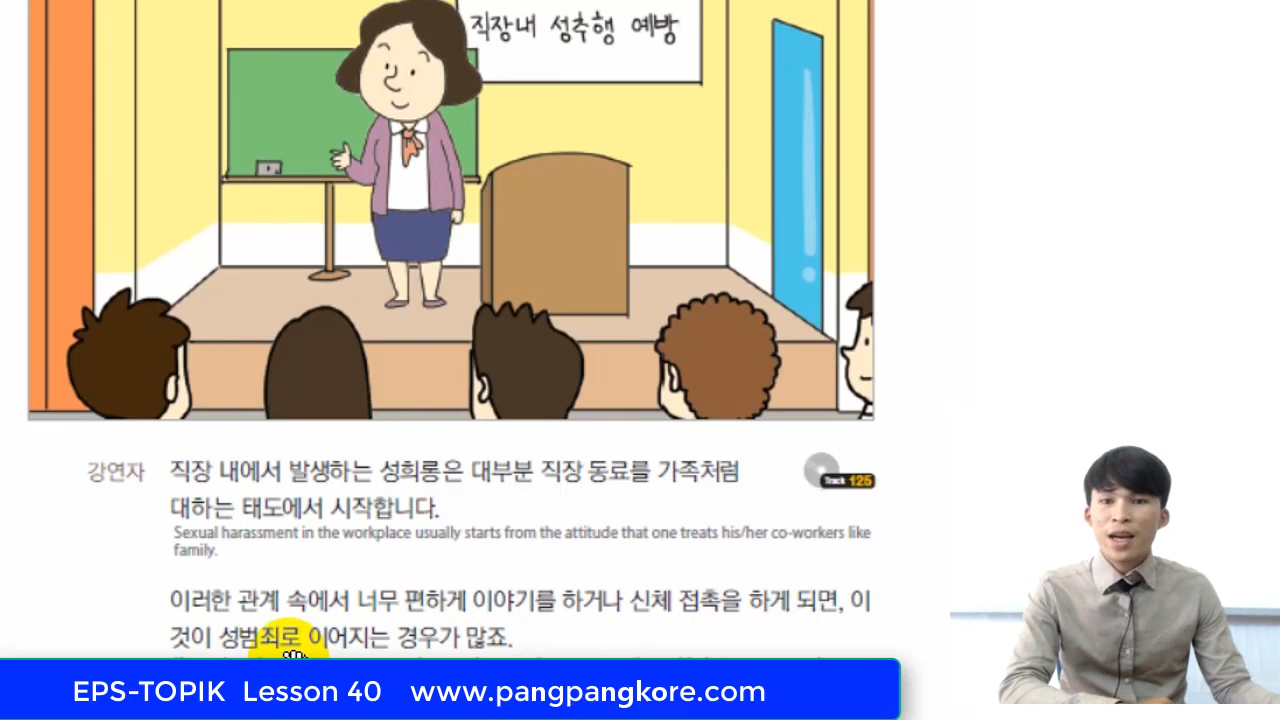 직장내 성추행 예방
강연자 직장 내에서 발생하는 성희롱은 대부분 직장 동료를 가족처럼
Track 125
대하는 태도에서 시작합니다.
Sexual harassment in the workplace usually starts from the attitude that one treats his/her co-workers like
family.
이러한 관계 속에서 너무 편하게 이야기를 하거나 신체 접촉을 하게 되면, 이
것이 성범죄로 이어지는 경우가 많죠.
EPS-TOPIK Lesson 40 www.pangpangkore.com